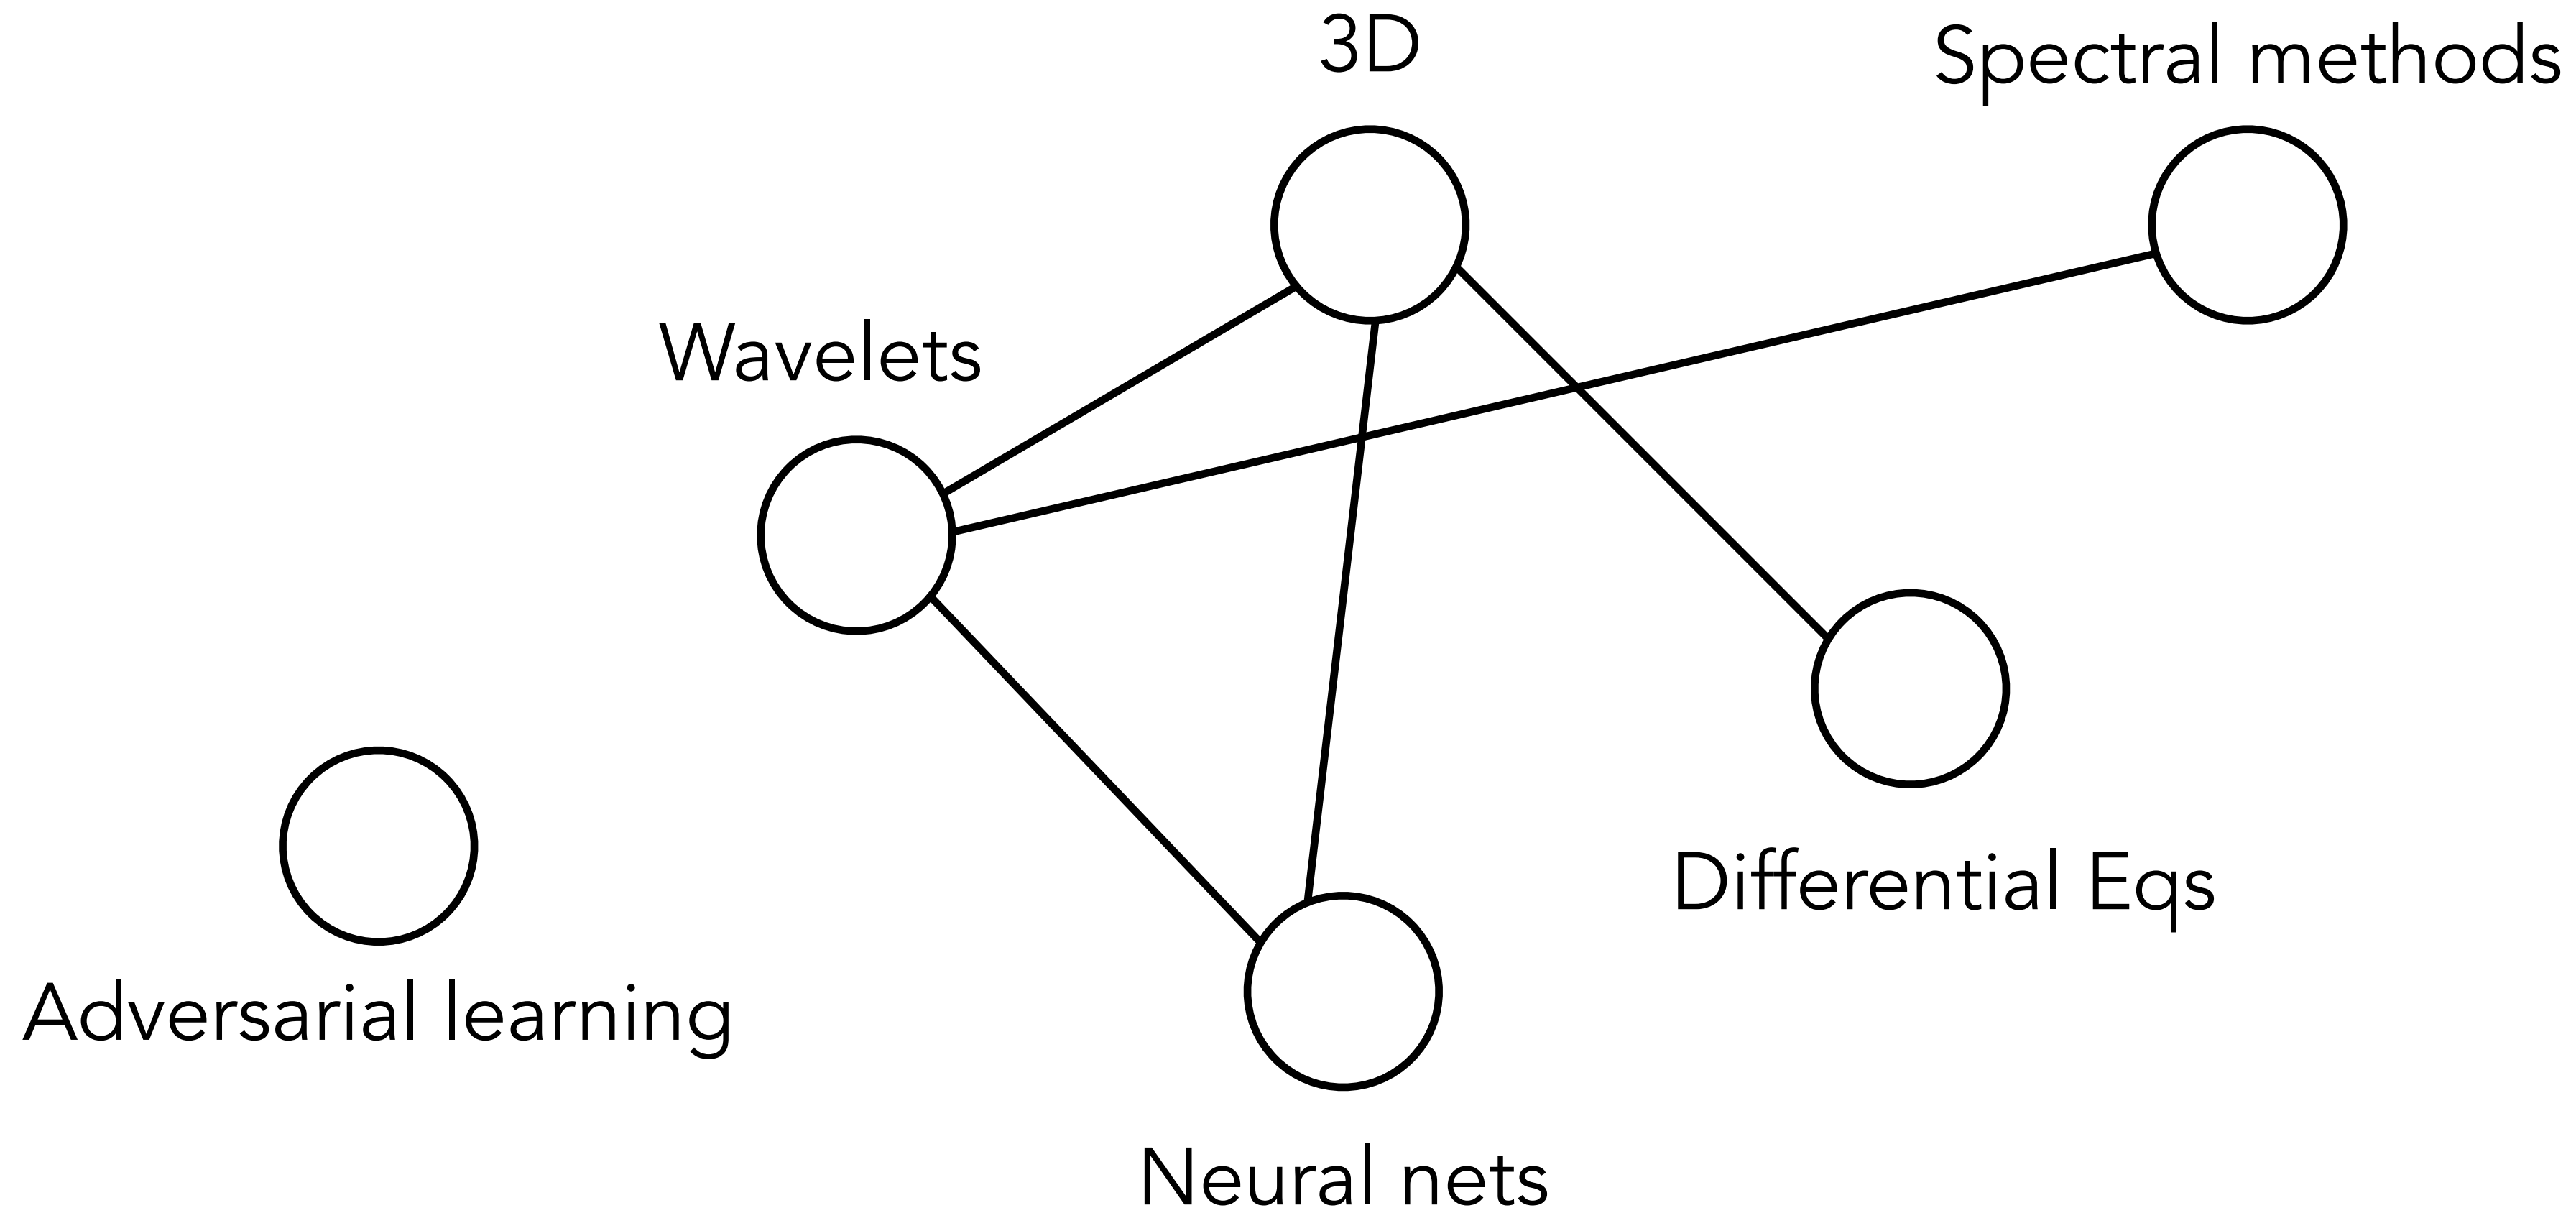 3D
Spectral methods
Wavelets
Differential Eqs
Adversarial learning
Neural nets